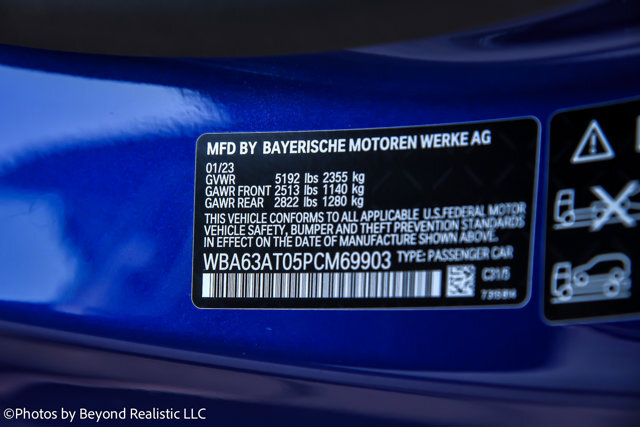 MFD BY BAYERISCHE MOTOREN WERKE AG
01/23
GVWR 5192 lbs 2355 kg
GAWR FRONT 2513 lbs 1140 kg
GAWR REAR 2822 lbs 1280 kg
THIS VEHICLE CONFORMS TO ALL APPLICABLE U.S. FEDERAL MOTOR
VEHICLE SAFETY, BUMPER AND THEFT PREVENTION STANDARDS
IN EFFECT ON THE DATE OF MANUFACTURE SHOWN ABOVE.
WBA63AT05PCM69903 TYPE: PASSENGER CAR
©Photos by Beyond Realistic LLC